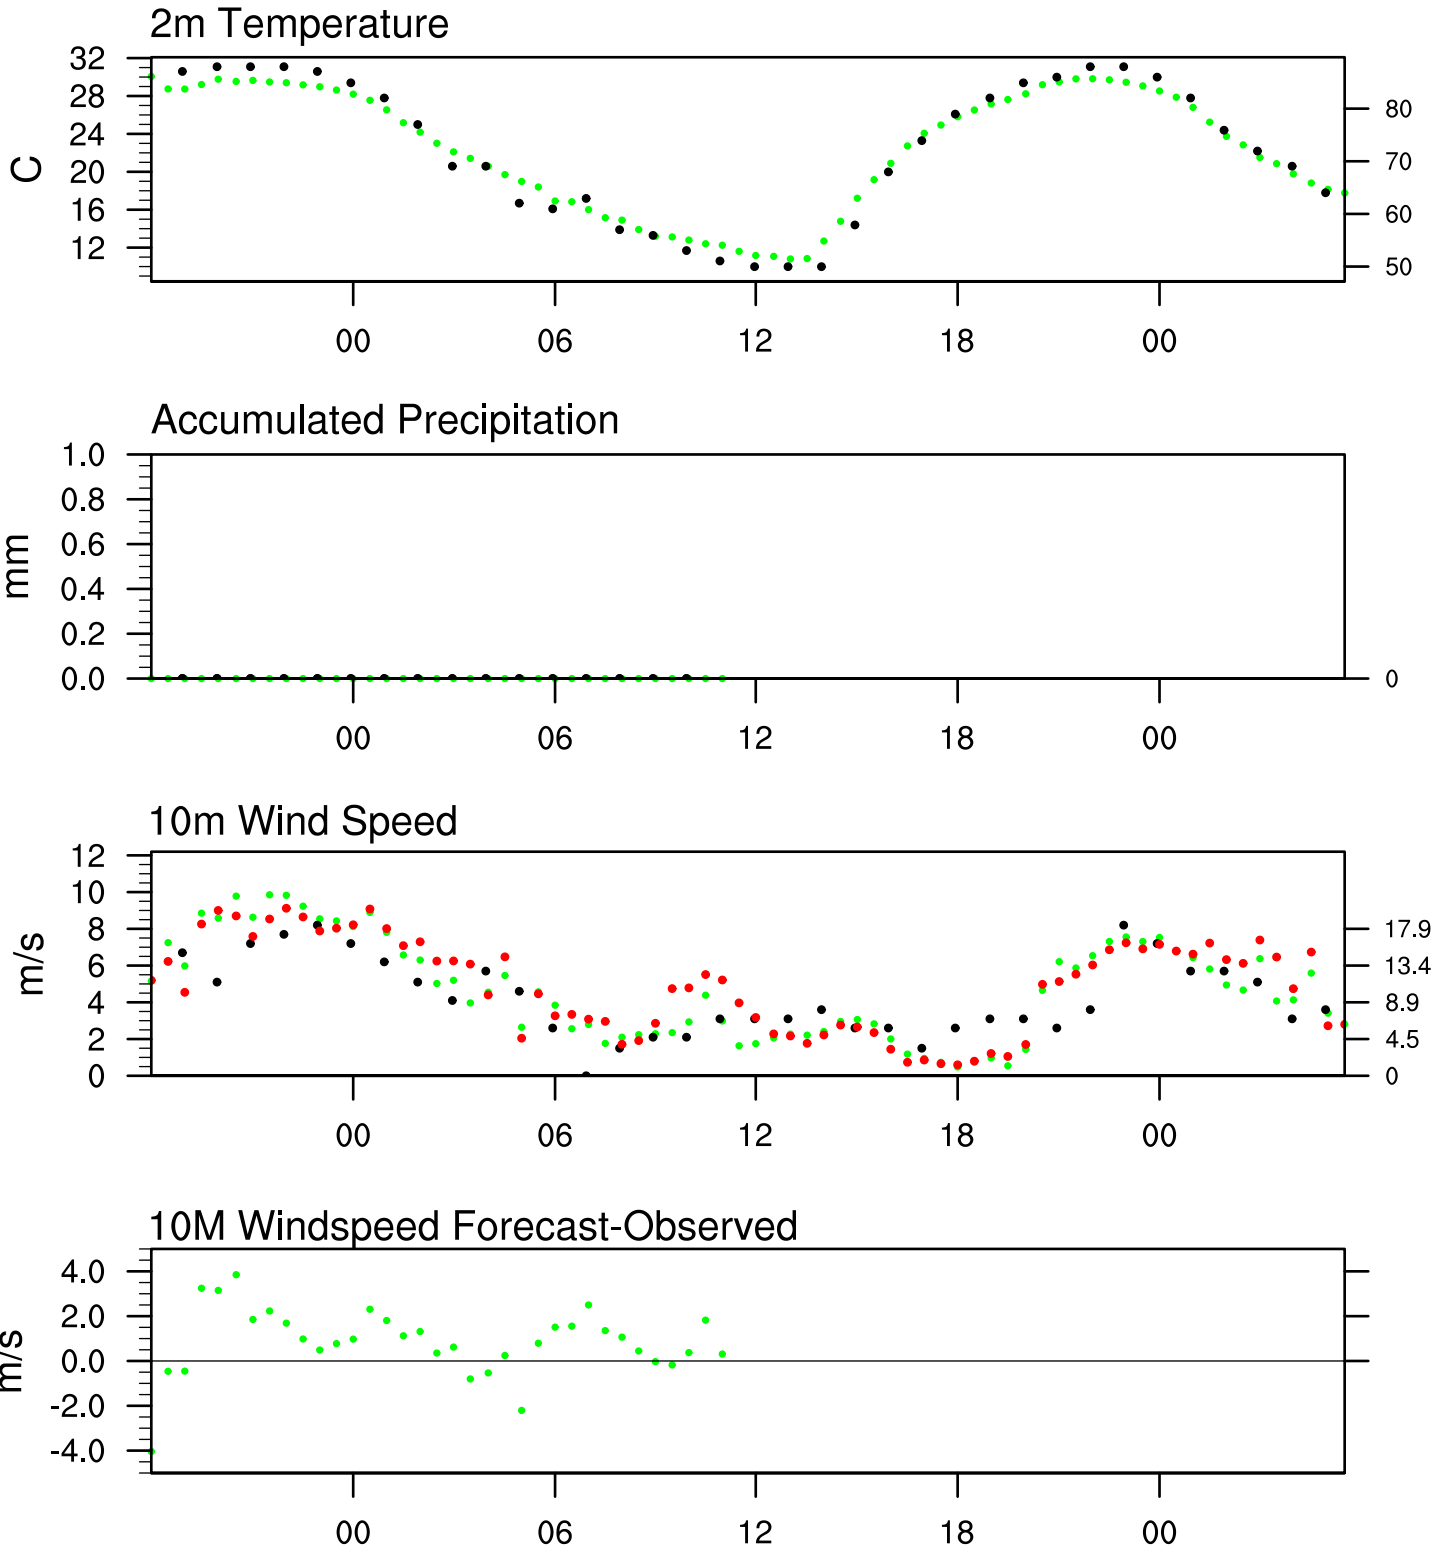 2m Temperature
32
28
24
20
16
12
C
80
70
60
50
00 06 12 18 00
Accumulated Precipitation
1.0
0.8
0.6
0.4
0.2
0.0
mm
0
00 06 12 18 00
10m Wind Speed
12
10
8
6
4
2
0
m/s
17.9
13.4
8.9
4.5
0
00 06 12 18 00
10M Windspeed Forecast-Observed
4.0
2.0
0.0
-2.0
-4.0
m/s
00 06 12 18 00